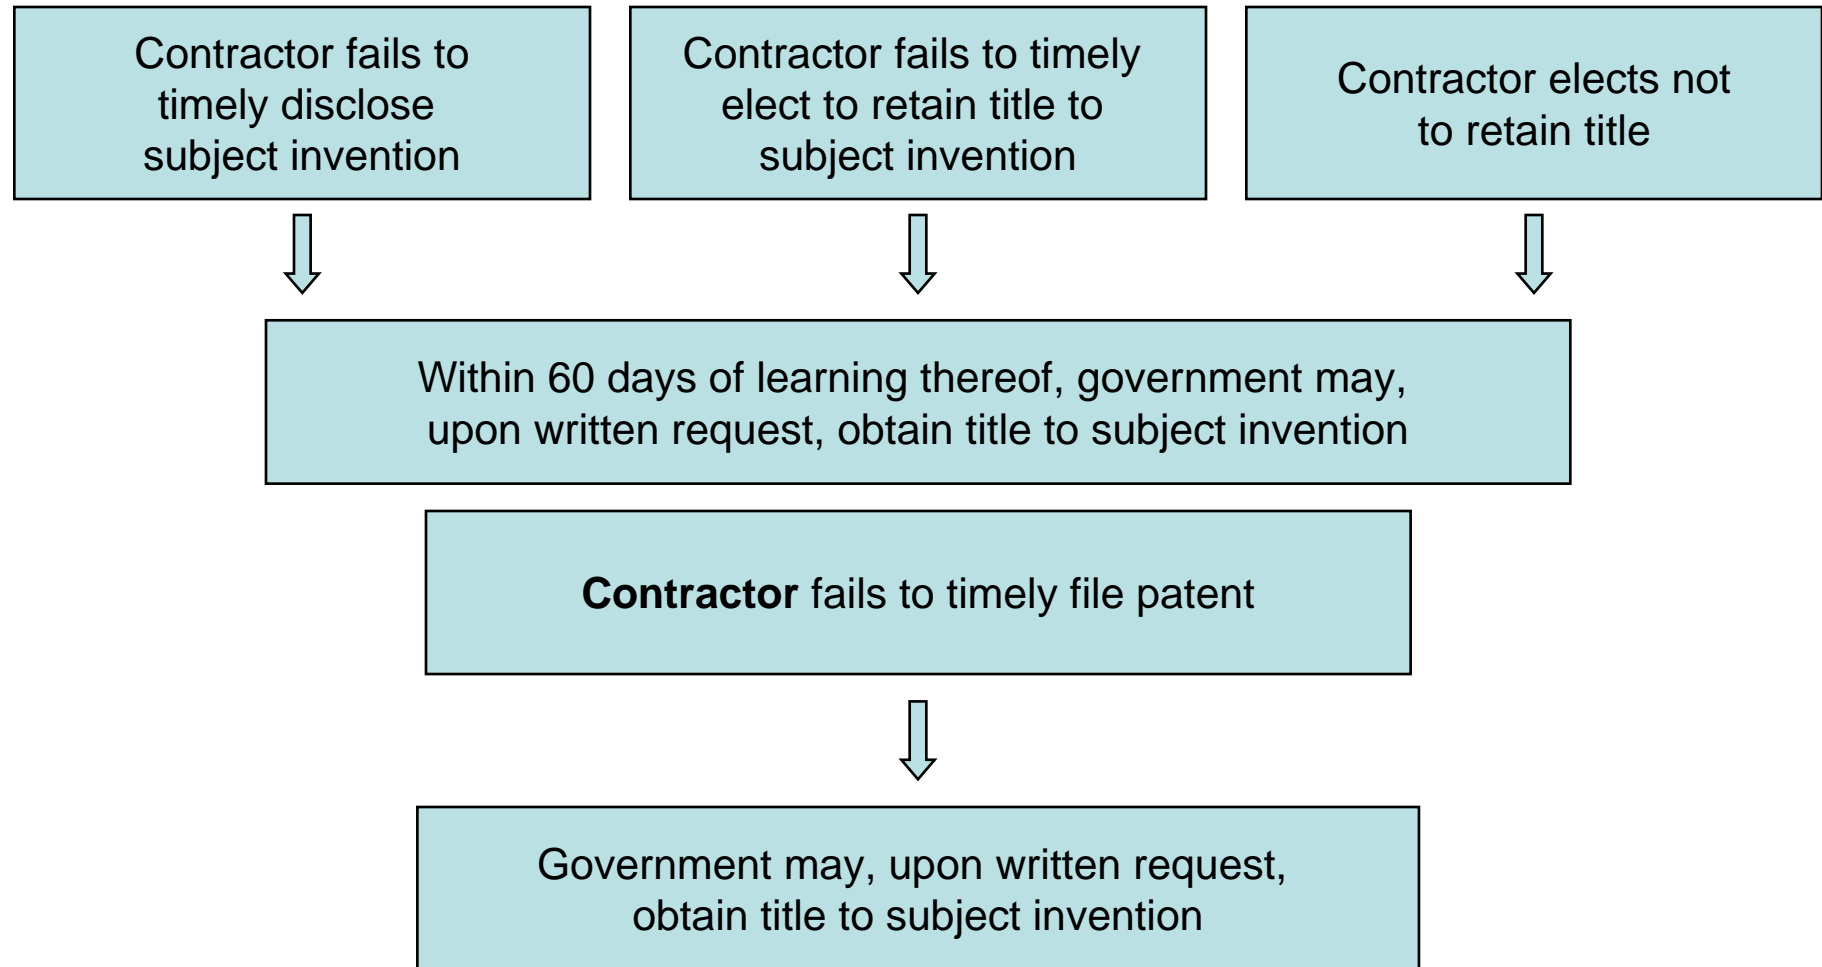 Contractor fails to
timely disclose
subject invention
Contractor fails to timely
elect to retain title to
subject invention
Contractor elects not
to retain title
Within 60 days of learning thereof, government may,
upon written request, obtain title to subject invention
Contractor fails to timely file patent
Government may, upon written request,
obtain title to subject invention